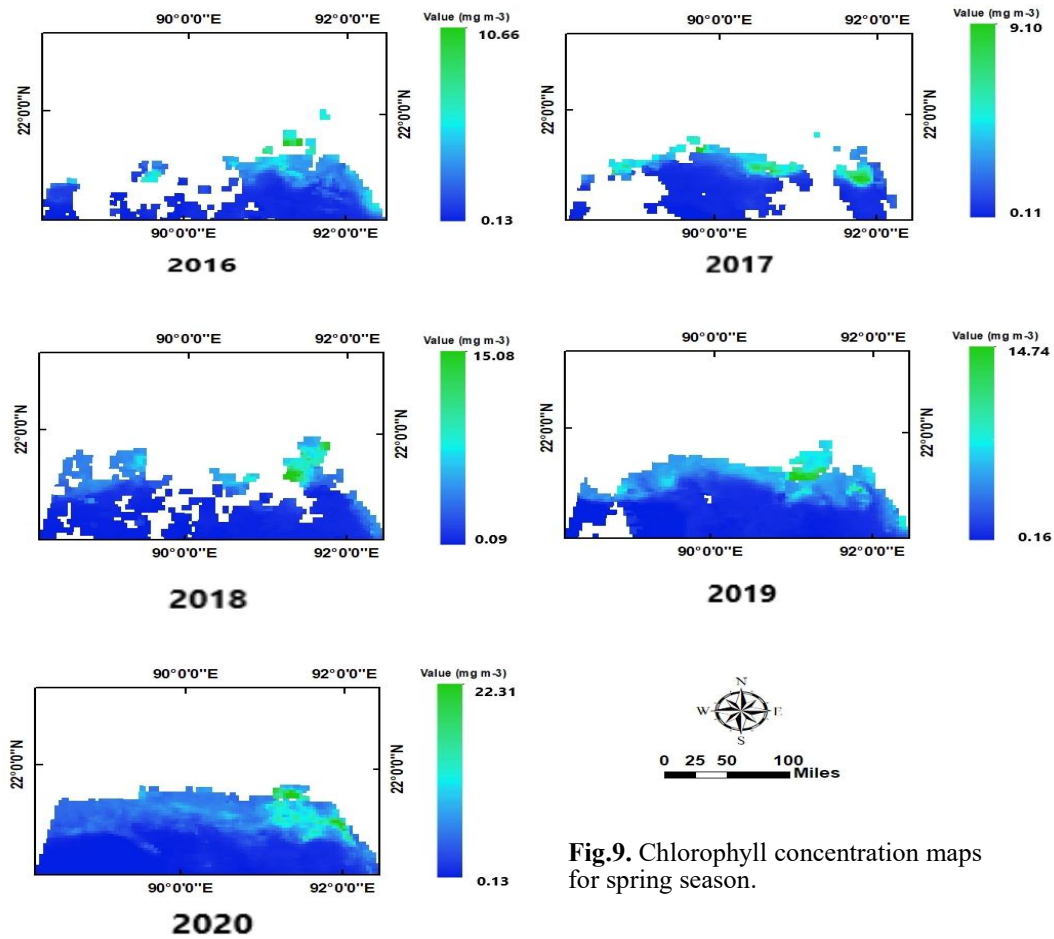 Value (mg m-3)
90°0'0"E 92°0'0"E
10.66
22°0'0"N 22°0'0"N
0.13
90°0'0"E 92°0'0"E
2016
Value (mg m-3)
90°0'0"E 92°0'0"E
9.10
22°0'0"N 22°0'0"N
0.11
90°0'0"E 92°0'0"E
2017
90°0'0"E 92°0'0"E
Value (mg m-3)
15.08
22°0'0"N 22°0'0"N
0.09
90°0'0"E 92°0'0"E
2018
90°0'0"E 92°0'0"E
Value (mg m-3)
14.74
22°0'0"N 22°0'0"N
0.16
90°0'0"E 92°0'0"E
2019
90°0'0"E 92°0'0"E
Value (mg m-3)
22.31
22°0'0"N 22°0'0"N
0.13
90°0'0"E 92°0'0"E
2020
N
W E
S
0 25 50 100
Miles
Fig.9. Chlorophyll concentration maps
for spring season.